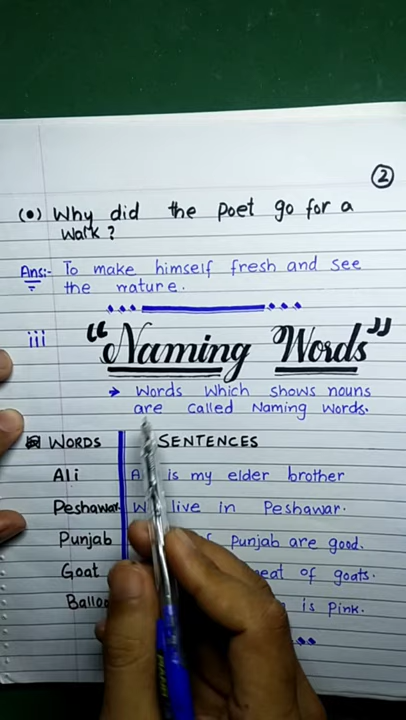 2
(•) Why did the poet go for a
walk?
Ans:- To make himself fresh and see
the nature.
iii "Naming Words"
→ Words which shows nouns
are called Naming words.
WORDS SENTENCES
Ali is my elder brother
Peshawar live in Peshawar.
Punjab Punjab are good.
Goat of goats.
is pink.